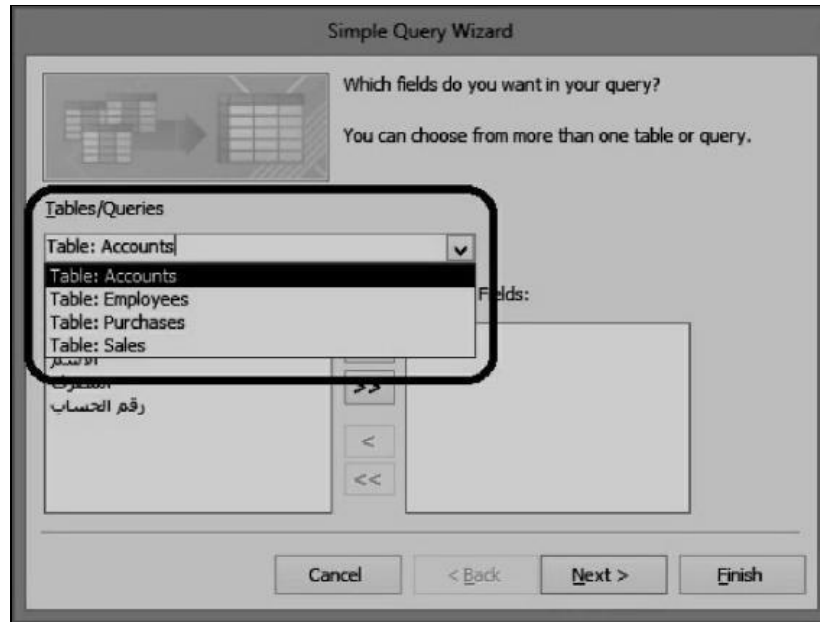 Simple Query Wizard
Which fields do you want in your query?
You can choose from more than one table or query.
Tables/Queries
Table: Accounts
Table: Accounts
Table: Employees
Table: Purchases
Table: Sales
Fields:
الاسم
المصرف
>>
رقم الحساب
<
<<
Cancel
< Back
Next >
Finish